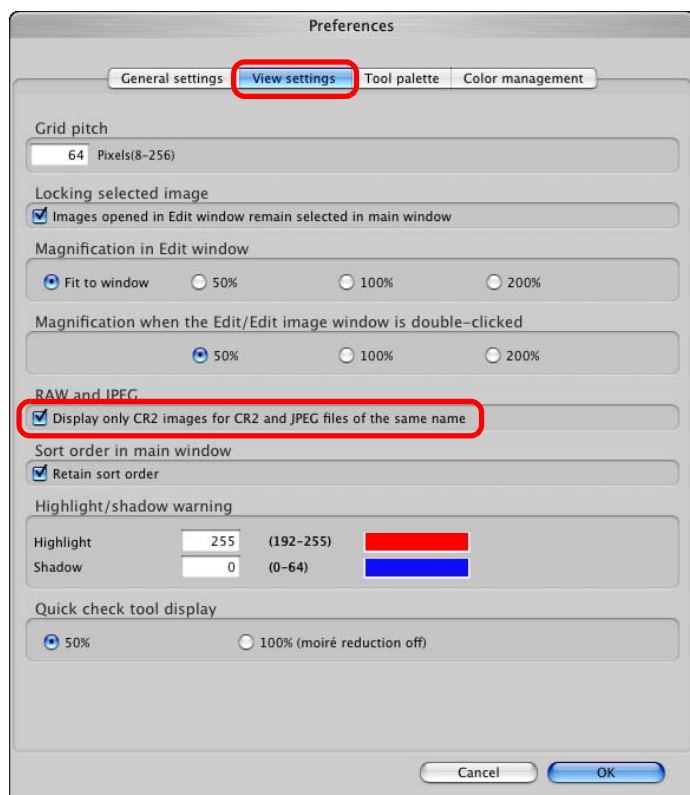 Preferences
General settings View settings Tool palette Color management
Grid pitch
64 Pixels(8-256)
Locking selected image
Images opened in Edit window remain selected in main window
Magnification in Edit window
Fit to window 50% 100% 200%
Magnification when the Edit/Edit image window is double-clicked
50% 100% 200%
RAW and JPEG
Display only CR2 images for CR2 and JPEG files of the same name
Sort order in main window
Retain sort order
Highlight/shadow warning
Highlight 255 (192-255)
Shadow 0 (0-64)
Quick check tool display
50% 100% (moiré reduction off)
Cancel OK